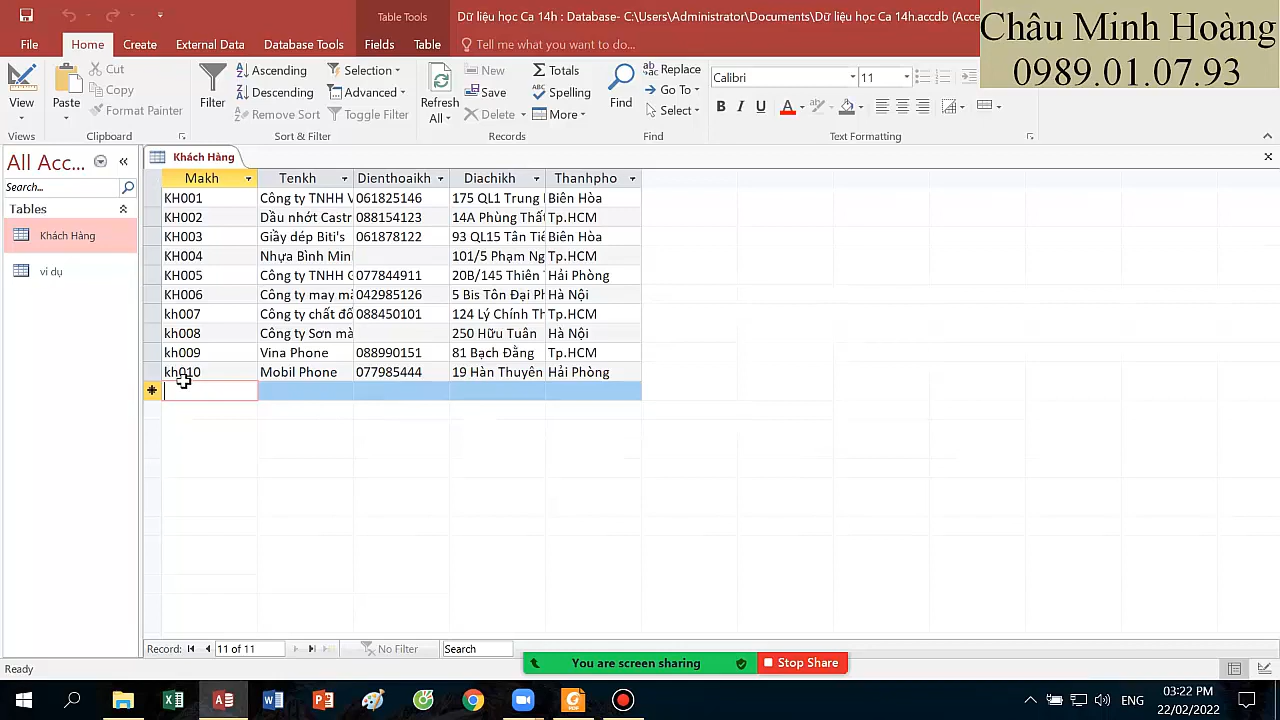 Table Tools
Dữ liệu học Ca 14h : Database- C:\Users\Administrator\Documents\Dữ liệu học Ca 14h.accdb (Acce
Châu Minh Hoàng
0989.01.07.93
File Home Create External Data Database Tools Fields Table Tell me what you want to do...
View
Views
Paste
Cut
Copy
Format Painter
Clipboard
Filter
Ascending
Descending
Remove Sort
Selection
Advanced
Toggle Filter
Sort & Filter
Refresh
All
New
Save
Delete
Totals
Spelling
More
Records
Find
Replace
Go To
Select
Find
Calibri 11
B I U A
Text Formatting
All Acc...
Search...
Tables
Khách Hàng
ví dụ
Khách Hàng
Makh Tenkh Dienthoaikh Diachikh Thanhpho
KH001 Công ty TNHH V 061825146 175 QL1 Trung Biên Hòa
KH002 Dầu nhớt Castr 088154123 14A Phùng Thấ Tp.HCM
KH003 Giầy dép Biti's 061878122 93 QL15 Tân Tiế Biên Hòa
KH004 Nhựa Bình Min 101/5 Phạm Ng Tp.HCM
KH005 Công ty TNHH G 077844911 20B/145 Thiên Hải Phòng
KH006 Công ty may mă 042985126 5 Bis Tôn Đại Ph Hà Nội
kh007 Công ty chất đố 088450101 124 Lý Chính Th Tp.HCM
kh008 Công ty Sơn mà 250 Hữu Tuân Hà Nội
kh009 Vina Phone 088990151 81 Bạch Đằng Tp.HCM
kh010 Mobil Phone 077985444 19 Hàn Thuyên Hải Phòng
Record: 11 of 11 No Filter Search
Ready
You are screen sharing Stop Share
ENG
03:22 PM
22/02/2022